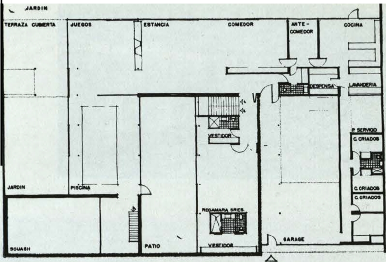 JARDIN
TERRAZA CUBIERTA
JUEGOS
ESTANCIA
COMEDOR
ANTE-
COMEDOR
COCINA
DESPENSA
LAVANDERIA
VESTIDOR
P. SERVICIO
C. CRIADOS
C. CRIADOS
C. CRIADOS
JARDIN
PISCINA
RECAMARA SRES.
SQUASH
PATIO
VESTIDOR
GARAGE